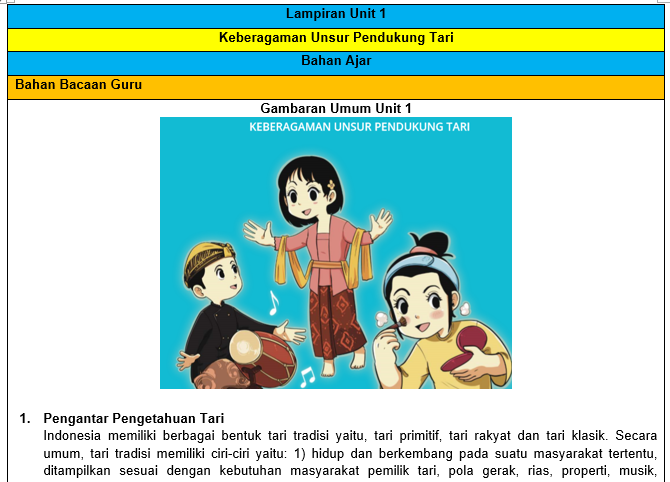 Lampiran Unit 1
Keberagaman Unsur Pendukung Tari
Bahan Ajar
Bahan Bacaan Guru
Gambaran Umum Unit 1
KEBERAGAMAN UNSUR PENDUKUNG TARI
1. Pengantar Pengetahuan Tari
Indonesia memiliki berbagai bentuk tari tradisi yaitu, tari primitif, tari rakyat dan tari klasik. Secara
umum, tari tradisi memiliki ciri-ciri yaitu: 1) hidup dan berkembang pada suatu masyarakat tertentu,
ditampilkan sesuai dengan kebutuhan masyarakat pemilik tari, pola gerak, rias, properti, musik,